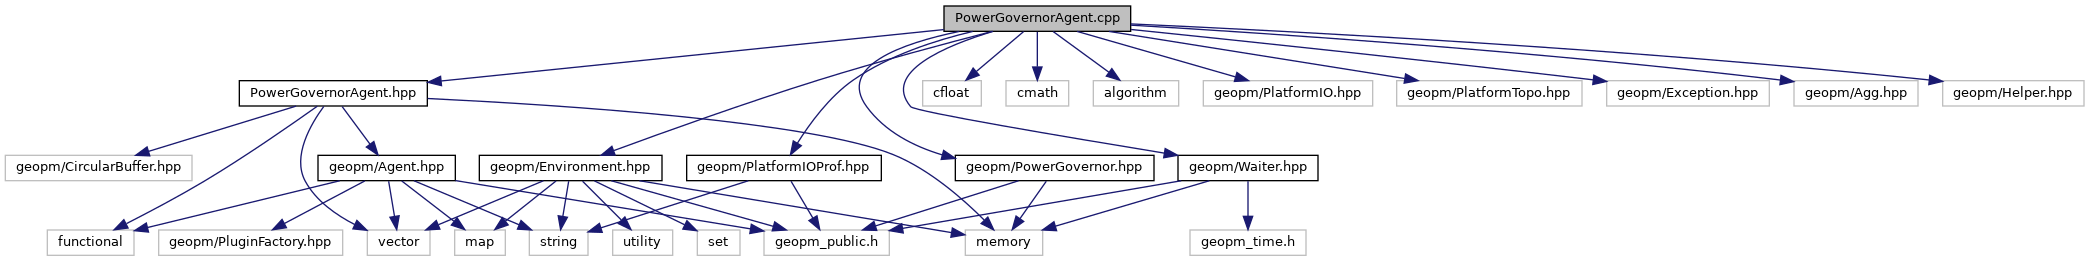 PowerGovernorAgent.cpp
PowerGovernorAgent.hpp
cfloat
cmath
algorithm
geopm/PlatformIO.hpp
geopm/PlatformTopo.hpp
geopm/Exception.hpp
geopm/Agg.hpp
geopm/Helper.hpp
geopm/CircularBuffer.hpp
geopm/Agent.hpp
geopm/Environment.hpp
geopm/PlatformIOProf.hpp
geopm/PowerGovernor.hpp
geopm/Waiter.hpp
functional
geopm/PluginFactory.hpp
vector
map
string
utility
set
geopm_public.h
memory
geopm_time.h